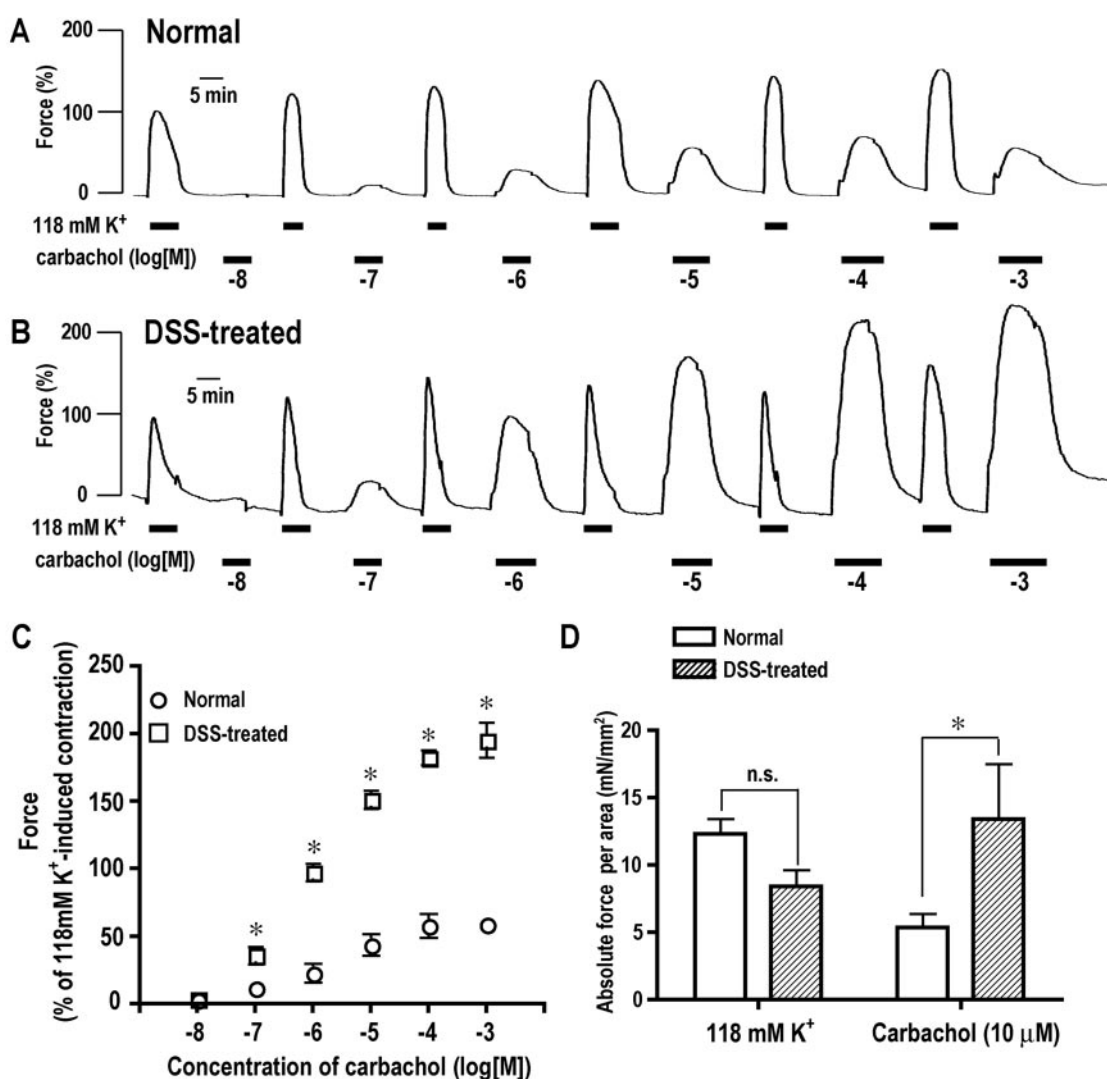 A
Normal
200
100
0
Force (%)
5 min
118 mM K⁺
carbachol (log[M])
-8 -7 -6 -5 -4 -3
B
DSS-treated
200
100
0
Force (%)
5 min
118 mM K⁺
carbachol (log[M])
-8 -7 -6 -5 -4 -3
C
Force
(% of 118mM K⁺-induced contraction)
250
200
150
100
50
0
Normal
DSS-treated
* * * * *
-8 -7 -6 -5 -4 -3
Concentration of carbachol (log[M])
D
Normal
DSS-treated
Absolute force per area (mN/mm²)
20
15
10
5
0
n.s.
*
118 mM K⁺ Carbachol (10 μM)